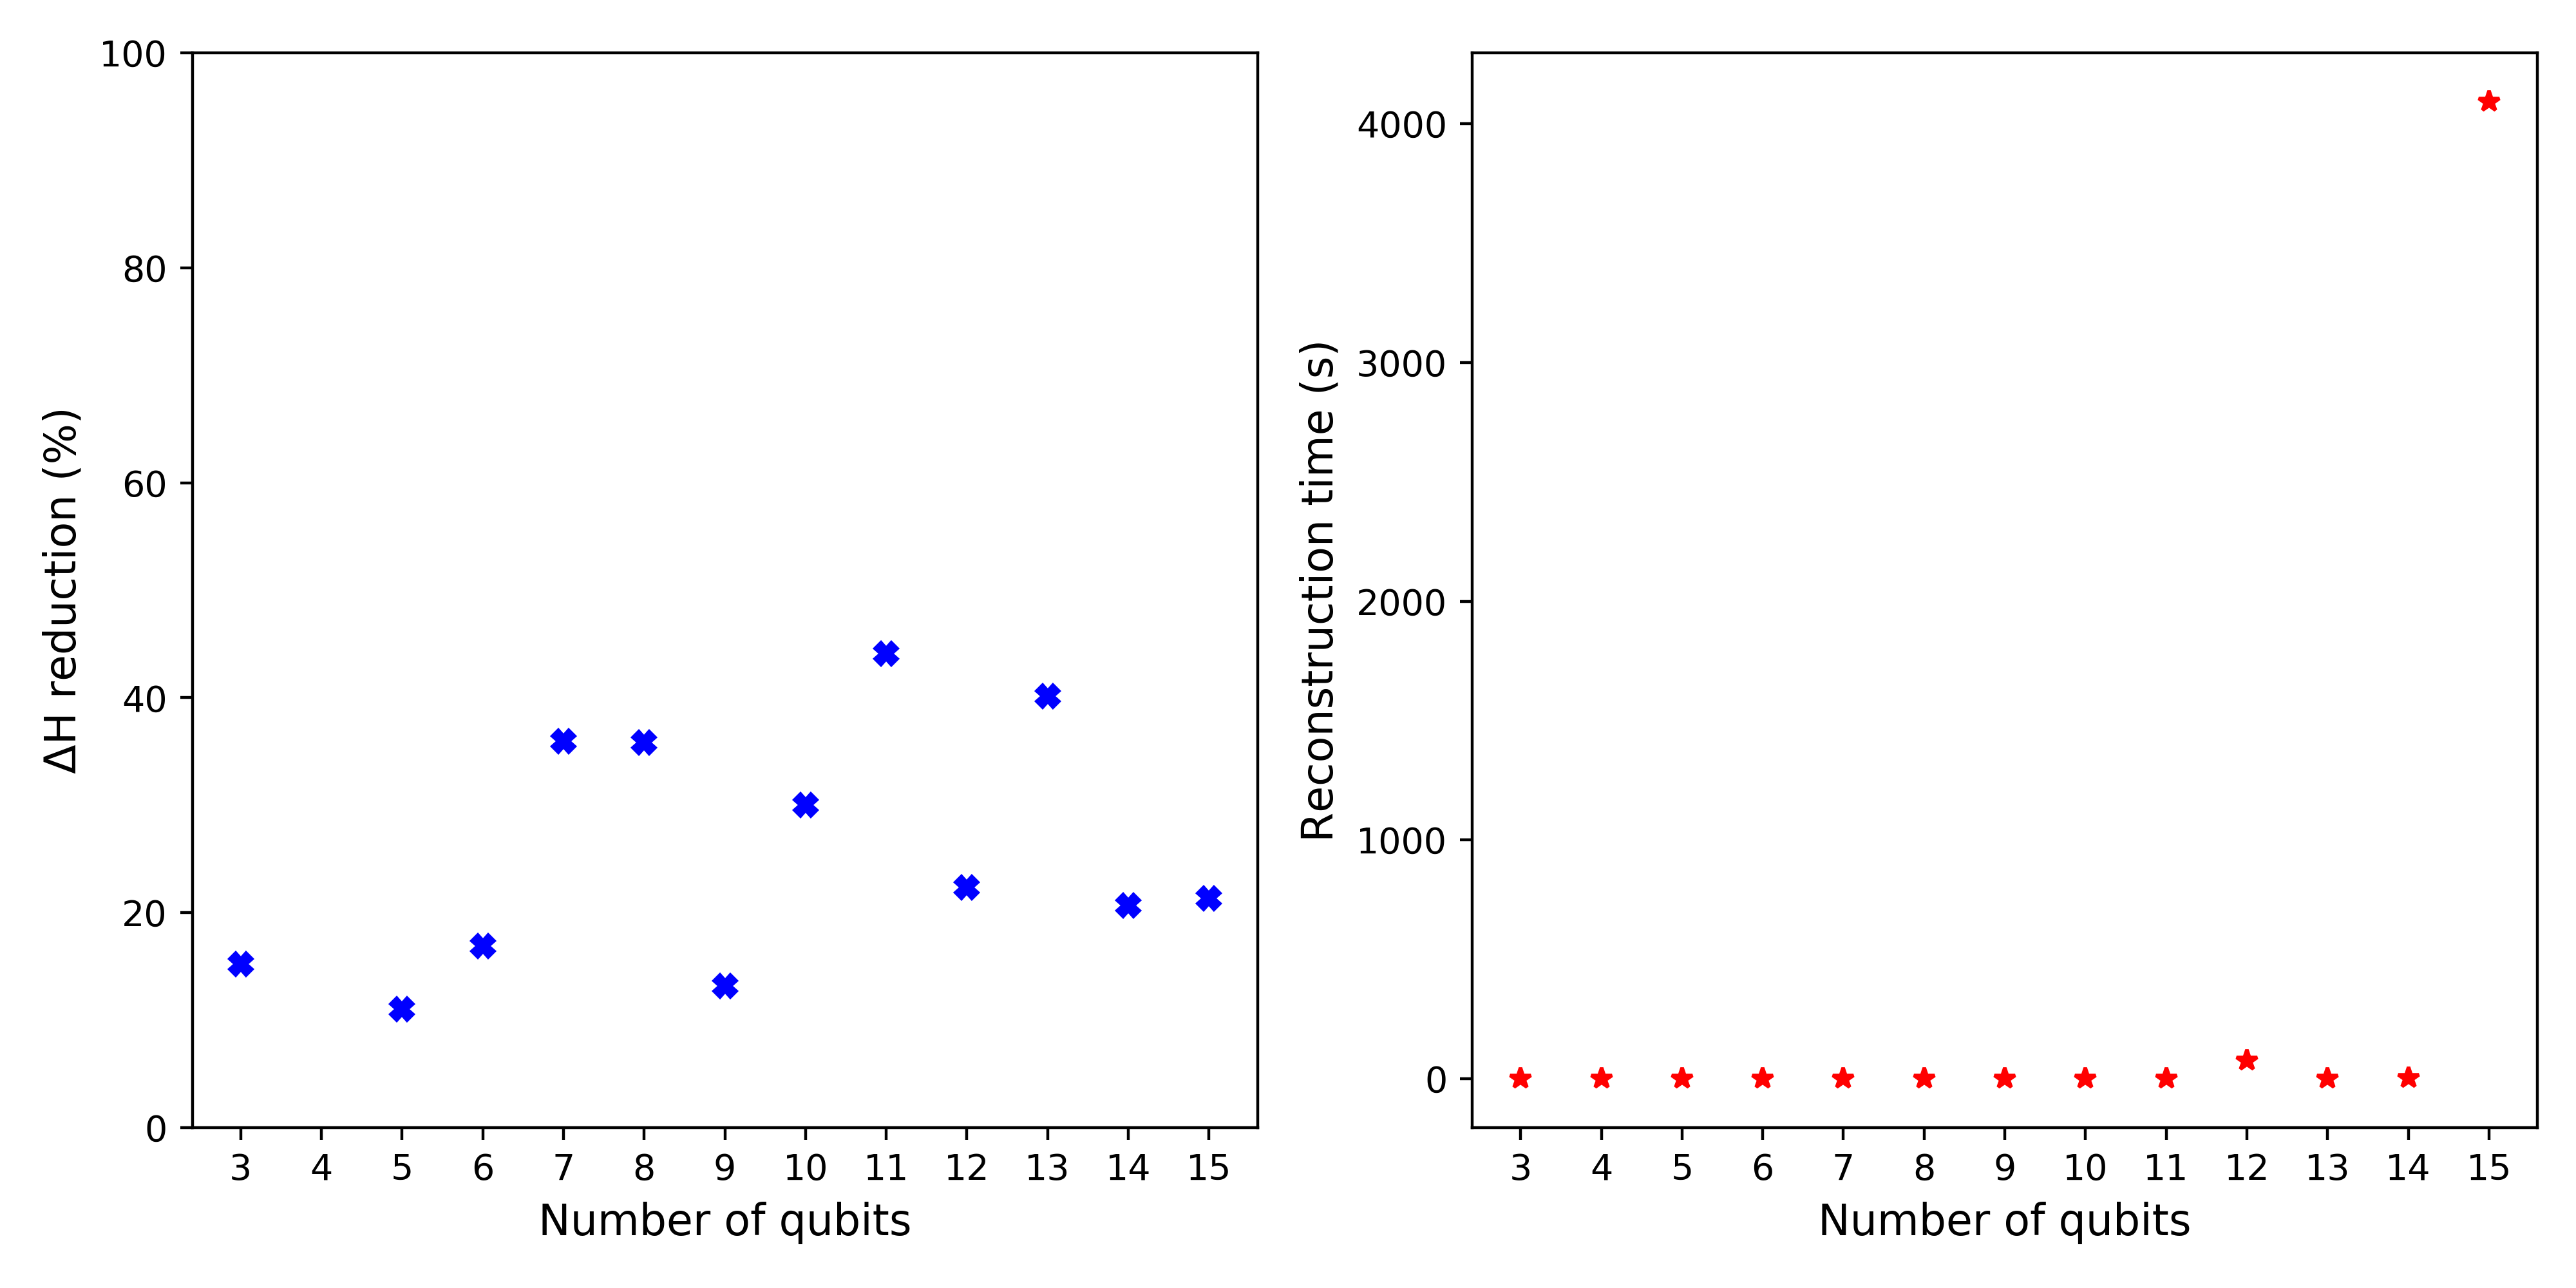 100
80
60
40
20
0
ΔH reduction (%)
3 4 5 6 7 8 9 10 11 12 13 14 15
Number of qubits
4000
3000
2000
1000
0
Reconstruction time (s)
3 4 5 6 7 8 9 10 11 12 13 14 15
Number of qubits